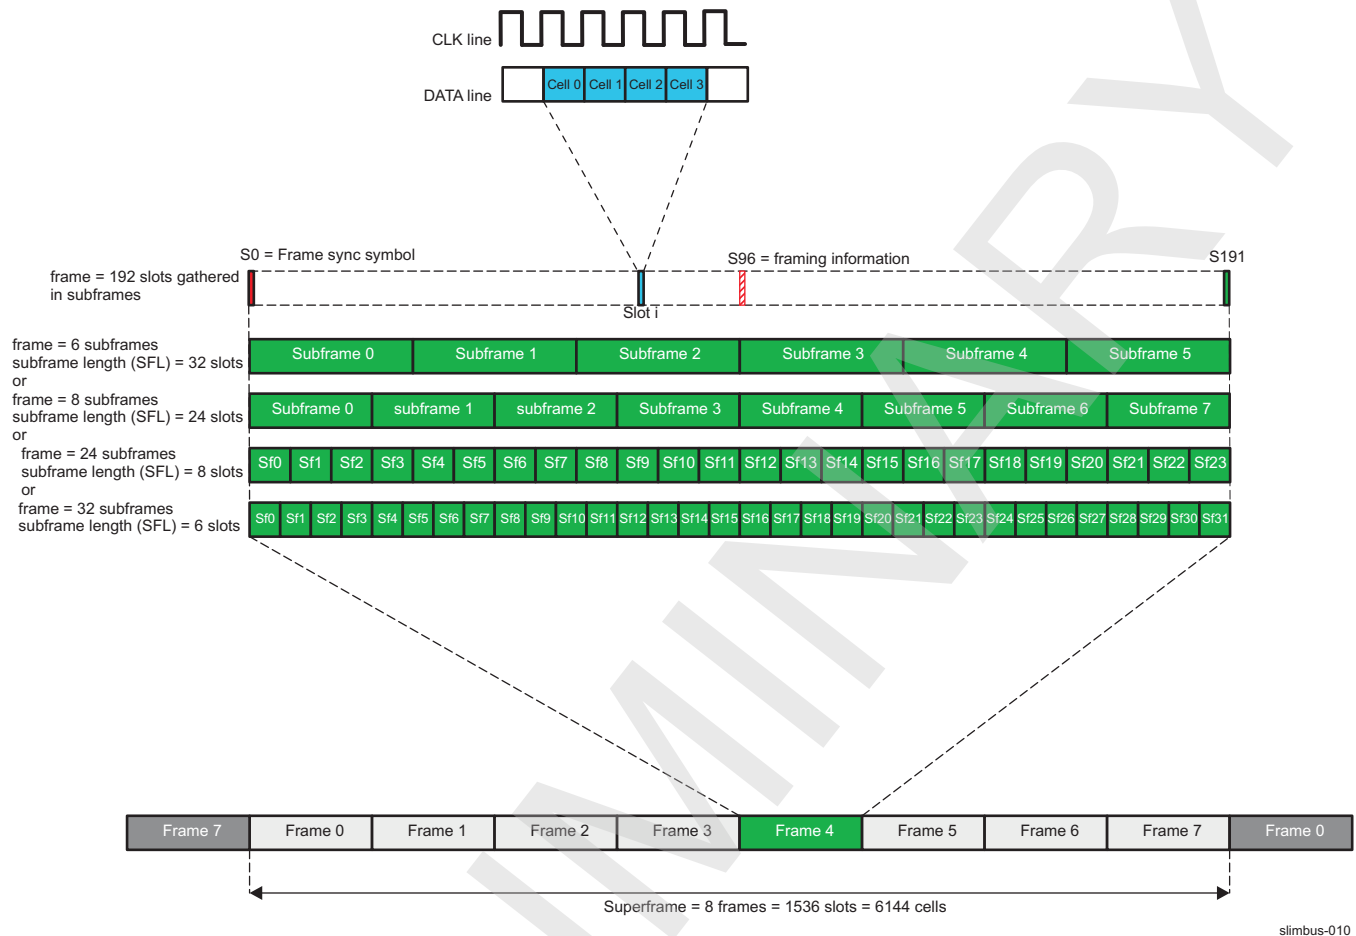 CLK line
Cell 0 Cell 1 Cell 2 Cell 3
DATA line
S0 = Frame sync symbol
S96 = framing information
S191
frame = 192 slots gathered
in subframes
Slot i
frame = 6 subframes
subframe length (SFL) = 32 slots
Subframe 0 Subframe 1 Subframe 2 Subframe 3 Subframe 4 Subframe 5
or
frame = 8 subframes
subframe length (SFL) = 24 slots
Subframe 0 subframe 1 subframe 2 Subframe 3 Subframe 4 Subframe 5 Subframe 6 Subframe 7
or
frame = 24 subframes
subframe length (SFL) = 8 slots
Sf0 Sf1 Sf2 Sf3 Sf4 Sf5 Sf6 Sf7 Sf8 Sf9 Sf10 Sf11 Sf12 Sf13 Sf14 Sf15 Sf16 Sf17 Sf18 Sf19 Sf20 Sf21 Sf22 Sf23
or
frame = 32 subframes
subframe length (SFL) = 6 slots
Sf0 Sf1 Sf2 Sf3 Sf4 Sf5 Sf6 Sf7 Sf8 Sf9 Sf10 Sf11 Sf12 Sf13 Sf14 Sf15 Sf16 Sf17 Sf18 Sf19 Sf20 Sf21 Sf22 Sf23 Sf24 Sf25 Sf26 Sf27 Sf28 Sf29 Sf30 Sf31
Frame 7 Frame 0 Frame 1 Frame 2 Frame 3 Frame 4 Frame 5 Frame 6 Frame 7 Frame 0
Superframe = 8 frames = 1536 slots = 6144 cells
slimbus-010
IMINARY